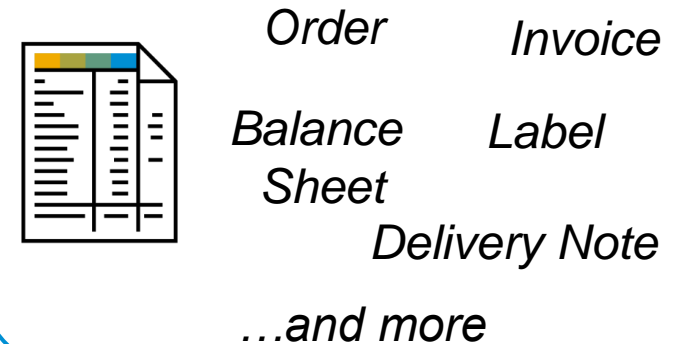 Order
Invoice
Balance
Sheet
Label
Delivery Note
…and more